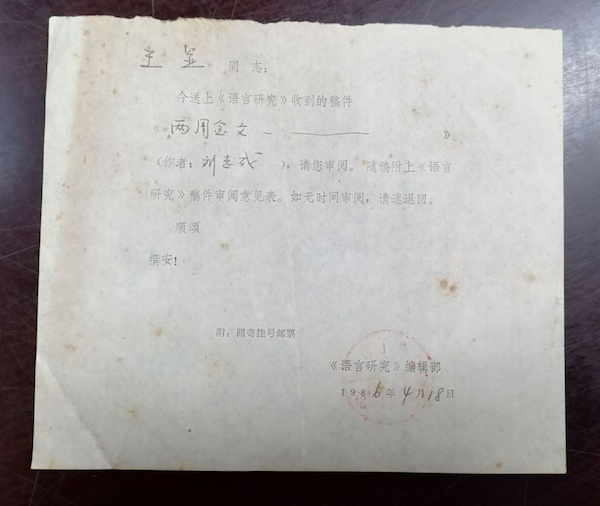 同志：
今送上《语言研究》收到的稿件
《两周金文— ———》
（作者：刘志成），请您审阅。随稿附上《语言
研究》稿件审阅意见表。如无时间审阅，请速退回。
顺颂
撰安！
附：回寄挂号邮票
《语言研究》编辑部
1986年4月18日